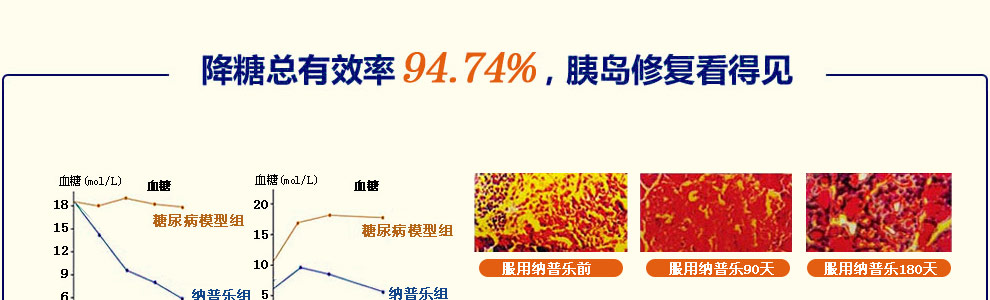 降糖总有效率94.74%，胰岛修复看得见
血糖(mol/L) 血糖
18
15
12
9
6
糖尿病模型组
纳普乐组
血糖(mol/L) 血糖
20
15
10
5
糖尿病模型组
纳普乐组
服用纳普乐前
服用纳普乐90天
服用纳普乐180天